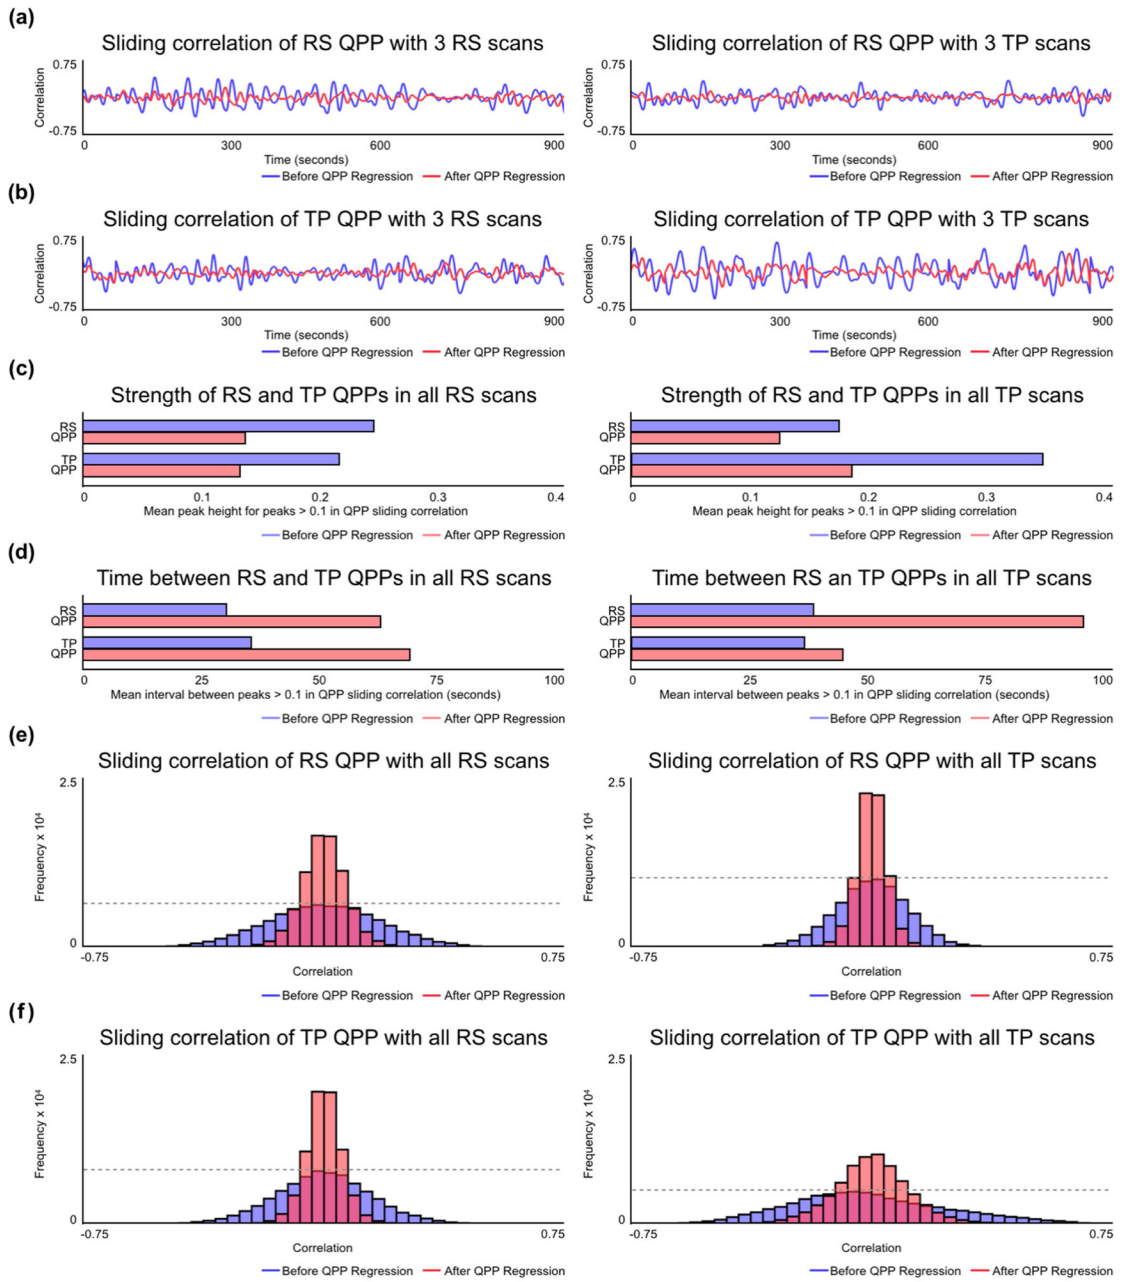 (a)
Sliding correlation of RS QPP with 3 RS scans
0.75
Correlation
-0.75
0 300 600 900
Time (seconds)
Before QPP Regression After QPP Regression
Sliding correlation of RS QPP with 3 TP scans
0.75
Correlation
-0.75
0 300 600 900
Time (seconds)
Before QPP Regression After QPP Regression
(b)
Sliding correlation of TP QPP with 3 RS scans
0.75
Correlation
-0.75
0 300 600 900
Time (seconds)
Before QPP Regression After QPP Regression
Sliding correlation of TP QPP with 3 TP scans
0.75
Correlation
-0.75
0 300 600 900
Time (seconds)
Before QPP Regression After QPP Regression
(c)
Strength of RS and TP QPPs in all RS scans
RS
QPP
TP
QPP
0 0.1 0.2 0.3 0.4
Mean peak height for peaks > 0.1 in QPP sliding correlation
Before QPP Regression After QPP Regression
Strength of RS and TP QPPs in all TP scans
RS
QPP
TP
QPP
0 0.1 0.2 0.3 0.4
Mean peak height for peaks > 0.1 in QPP sliding correlation
Before QPP Regression After QPP Regression
(d)
Time between RS and TP QPPs in all RS scans
RS
QPP
TP
QPP
0 25 50 75 100
Mean interval between peaks > 0.1 in QPP sliding correlation (seconds)
Before QPP Regression After QPP Regression
Time between RS an TP QPPs in all TP scans
RS
QPP
TP
QPP
0 25 50 75 100
Mean interval between peaks > 0.1 in QPP sliding correlation (seconds)
Before QPP Regression After QPP Regression
(e)
Sliding correlation of RS QPP with all RS scans
2.5
Frequency x 10⁴
0
-0.75 0.75
Correlation
Before QPP Regression After QPP Regression
Sliding correlation of RS QPP with all TP scans
2.5
Frequency x 10⁴
0
-0.75 0.75
Correlation
Before QPP Regression After QPP Regression
(f)
Sliding correlation of TP QPP with all RS scans
2.5
Frequency x 10⁴
0
-0.75 0.75
Correlation
Before QPP Regression After QPP Regression
Sliding correlation of TP QPP with all TP scans
2.5
Frequency x 10⁴
0
-0.75 0.75
Correlation
Before QPP Regression After QPP Regression